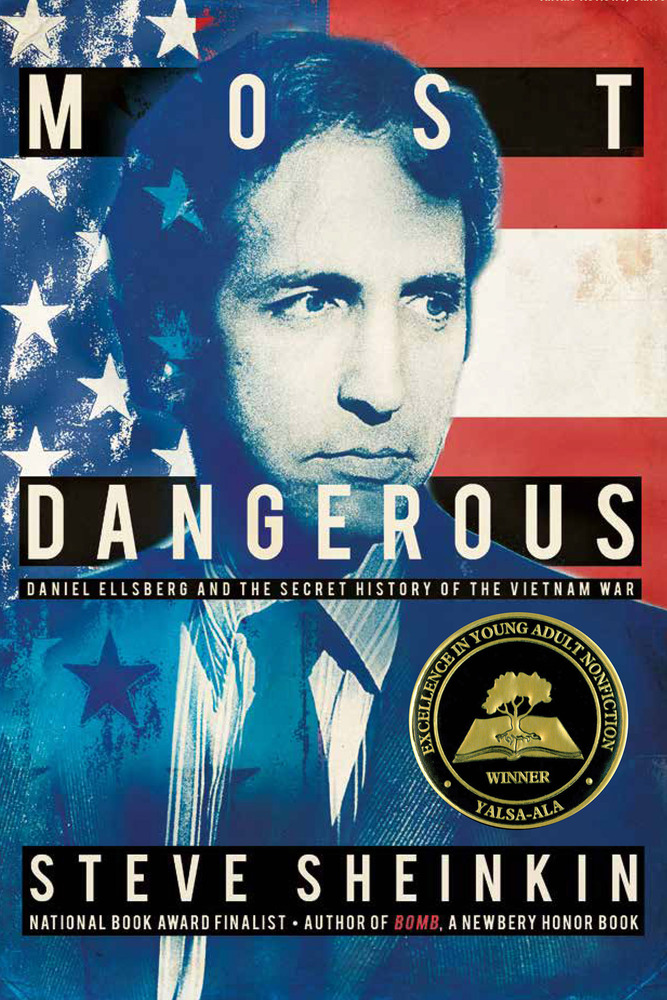 MOST
DANGEROUS
DANIEL ELLSBERG AND THE SECRET HISTORY OF THE VIETNAM WAR
EXCELLENCE IN YOUNG ADULT NONFICTION
WINNER
YALSA-ALA
STEVE SHEINKIN
NATIONAL BOOK AWARD FINALIST • AUTHOR OF BOMB, A NEWBERY HONOR BOOK